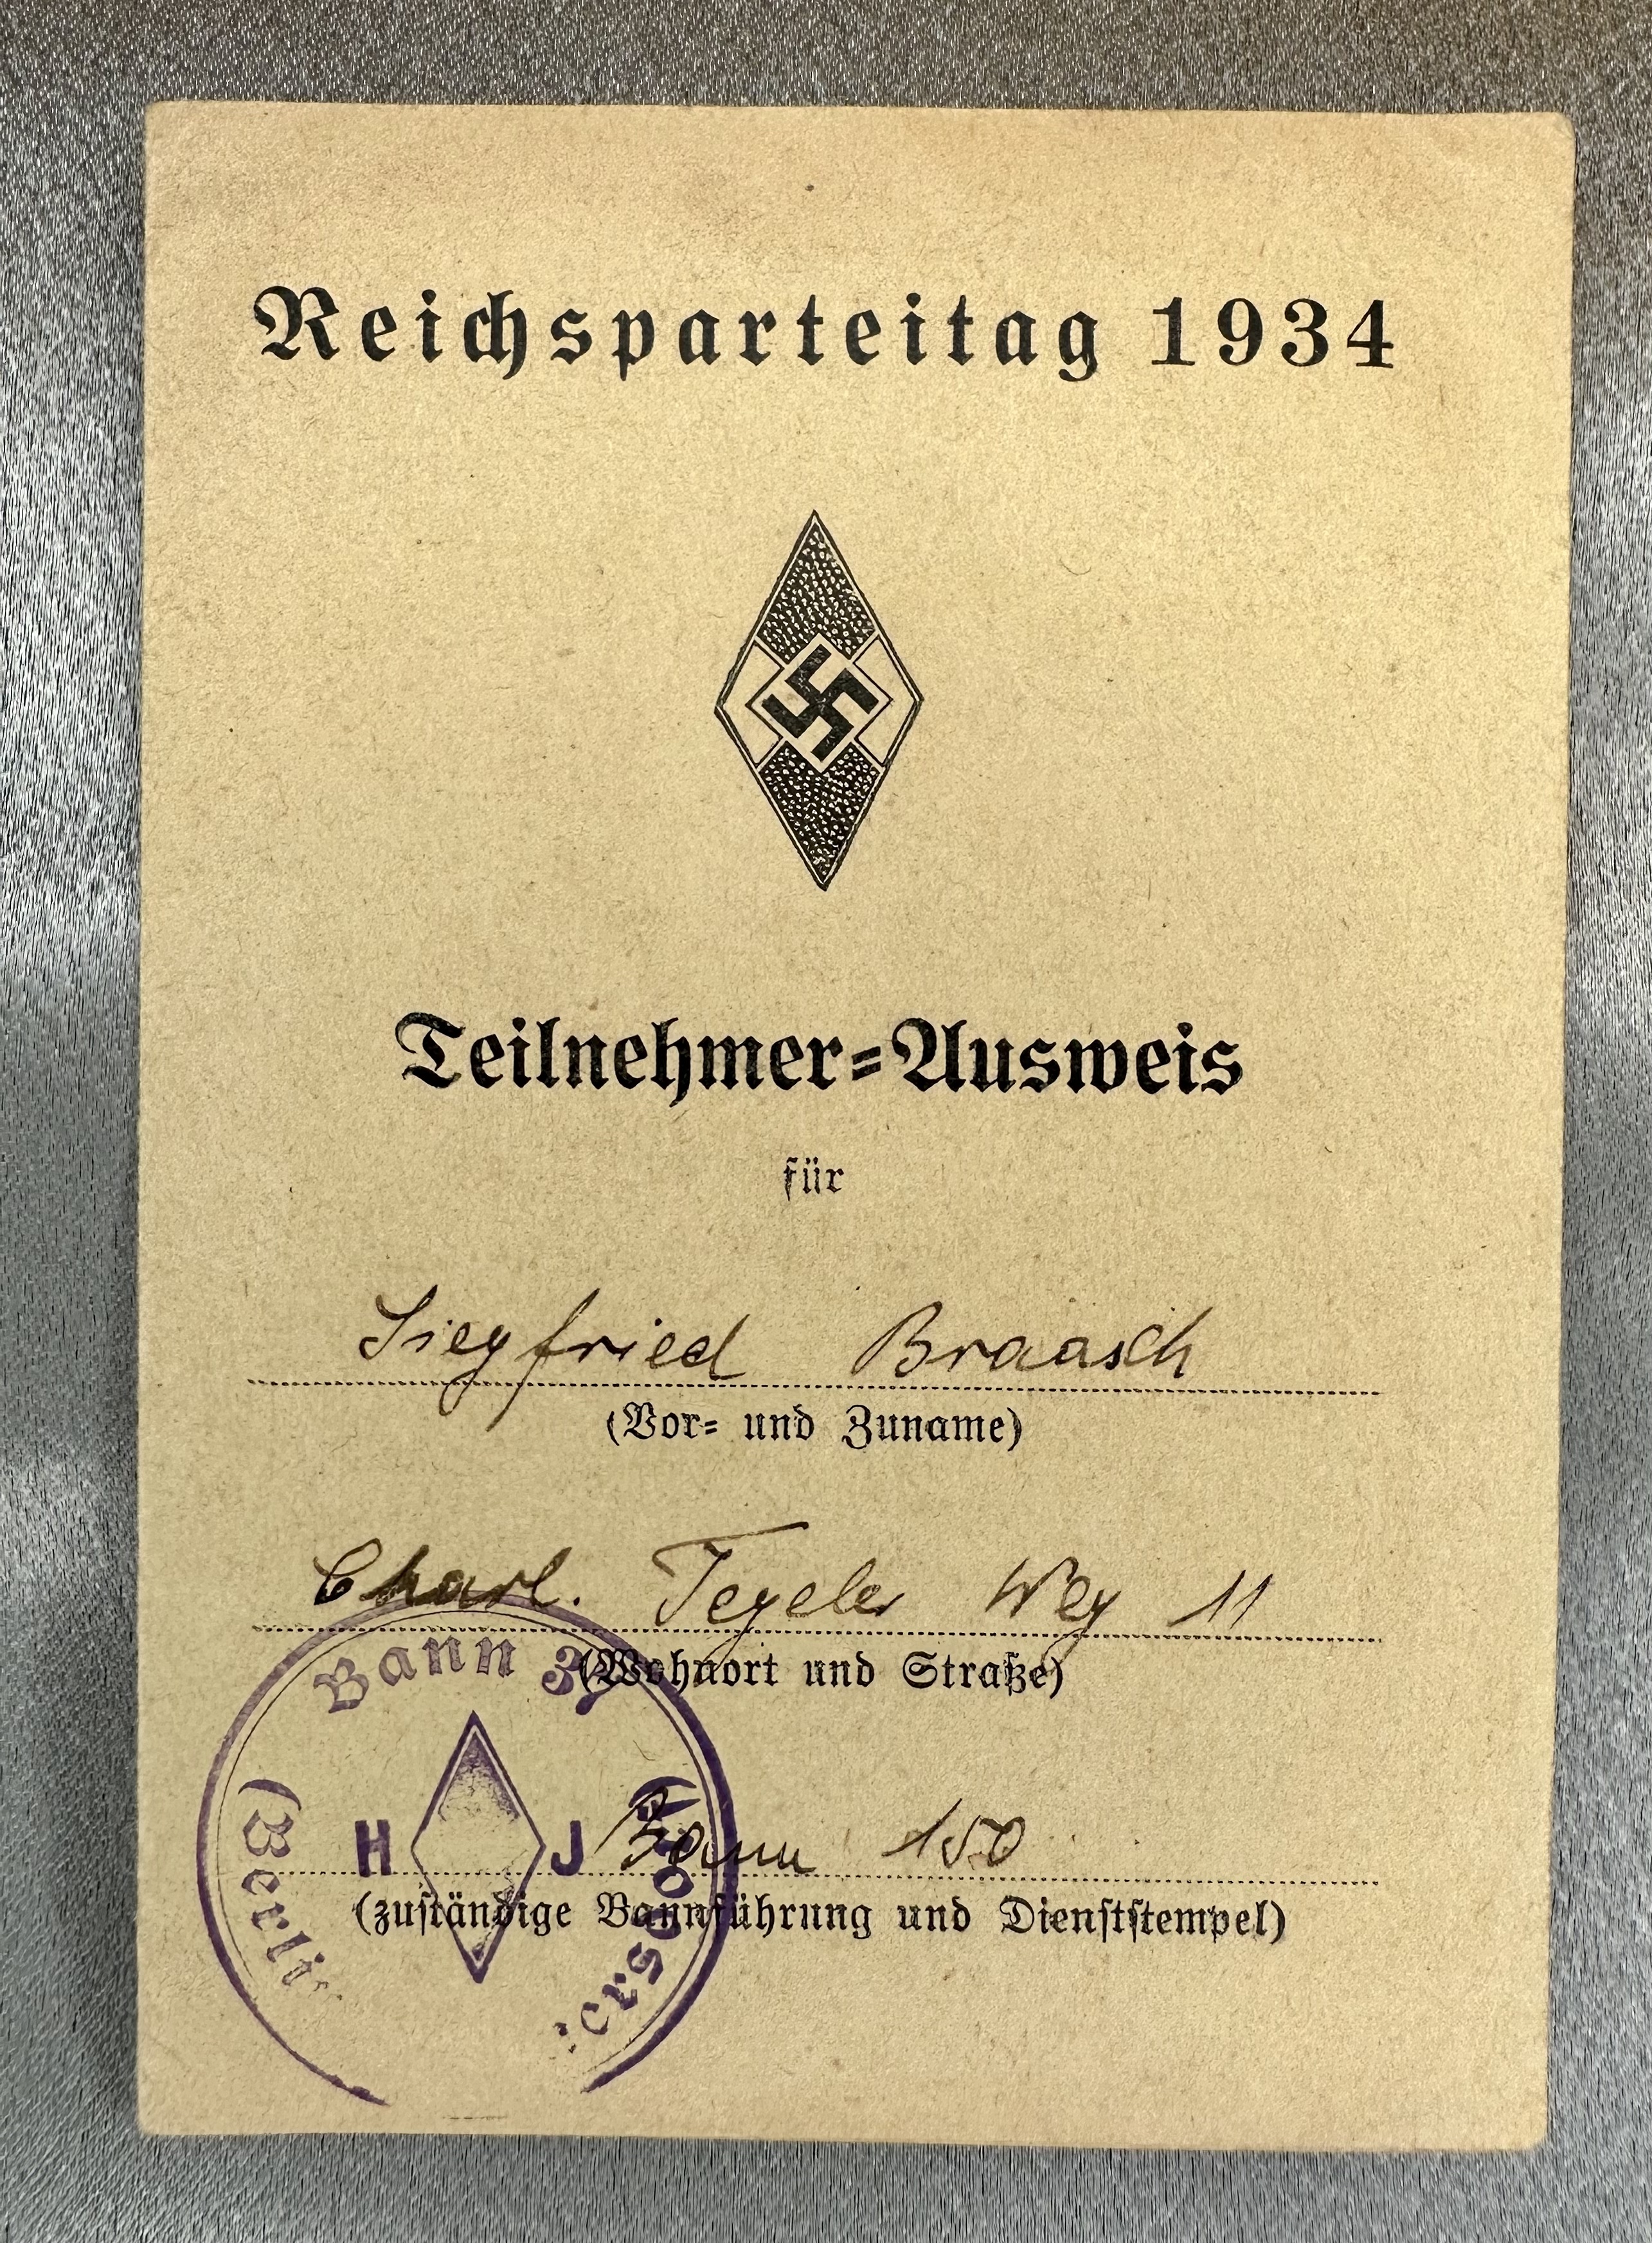 Reichsparteitag 1934
Teilnehmer=Ausweis
für
Siegfried Braasch
(Vor= und Zuname)
Charl. Tegeler Weg 11
(Wohnort und Straße)
Bann 150
(zuständige Bannführung und Dienststempel)
Bann
H J
(Berlin